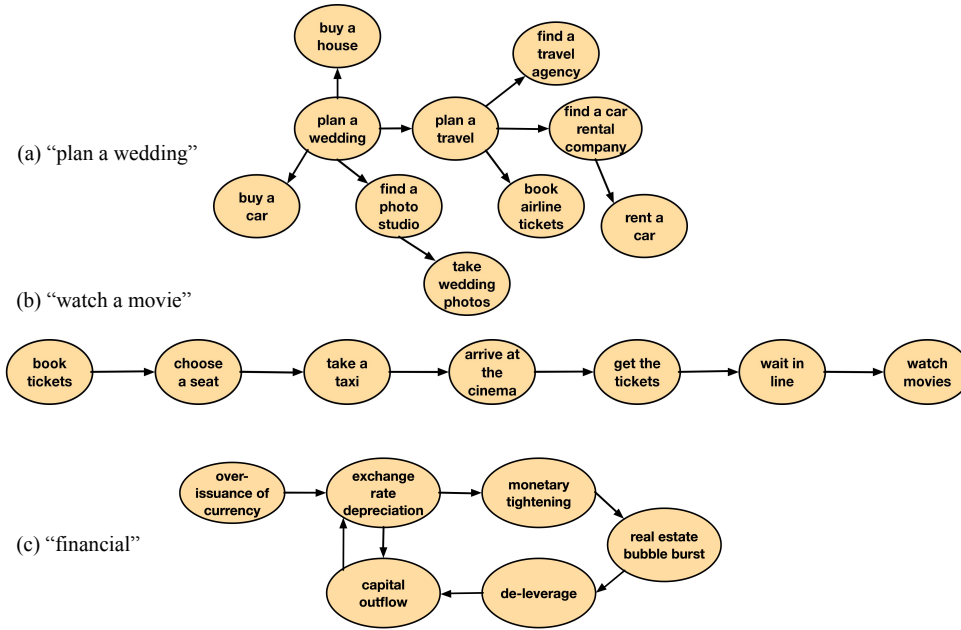 buy a
house
find a
travel
agency
plan a
wedding
plan a
travel
find a car
rental
company
(a) “plan a wedding”
buy a
car
find a
photo
studio
book
airline
tickets
rent a
car
take
wedding
photos
(b) “watch a movie”
book
tickets
choose
a seat
take a
taxi
arrive at
the
cinema
get the
tickets
wait in
line
watch
movies
over-
issuance of
currency
exchange
rate
depreciation
monetary
tightening
real estate
bubble burst
(c) “financial”
capital
outflow
de-leverage